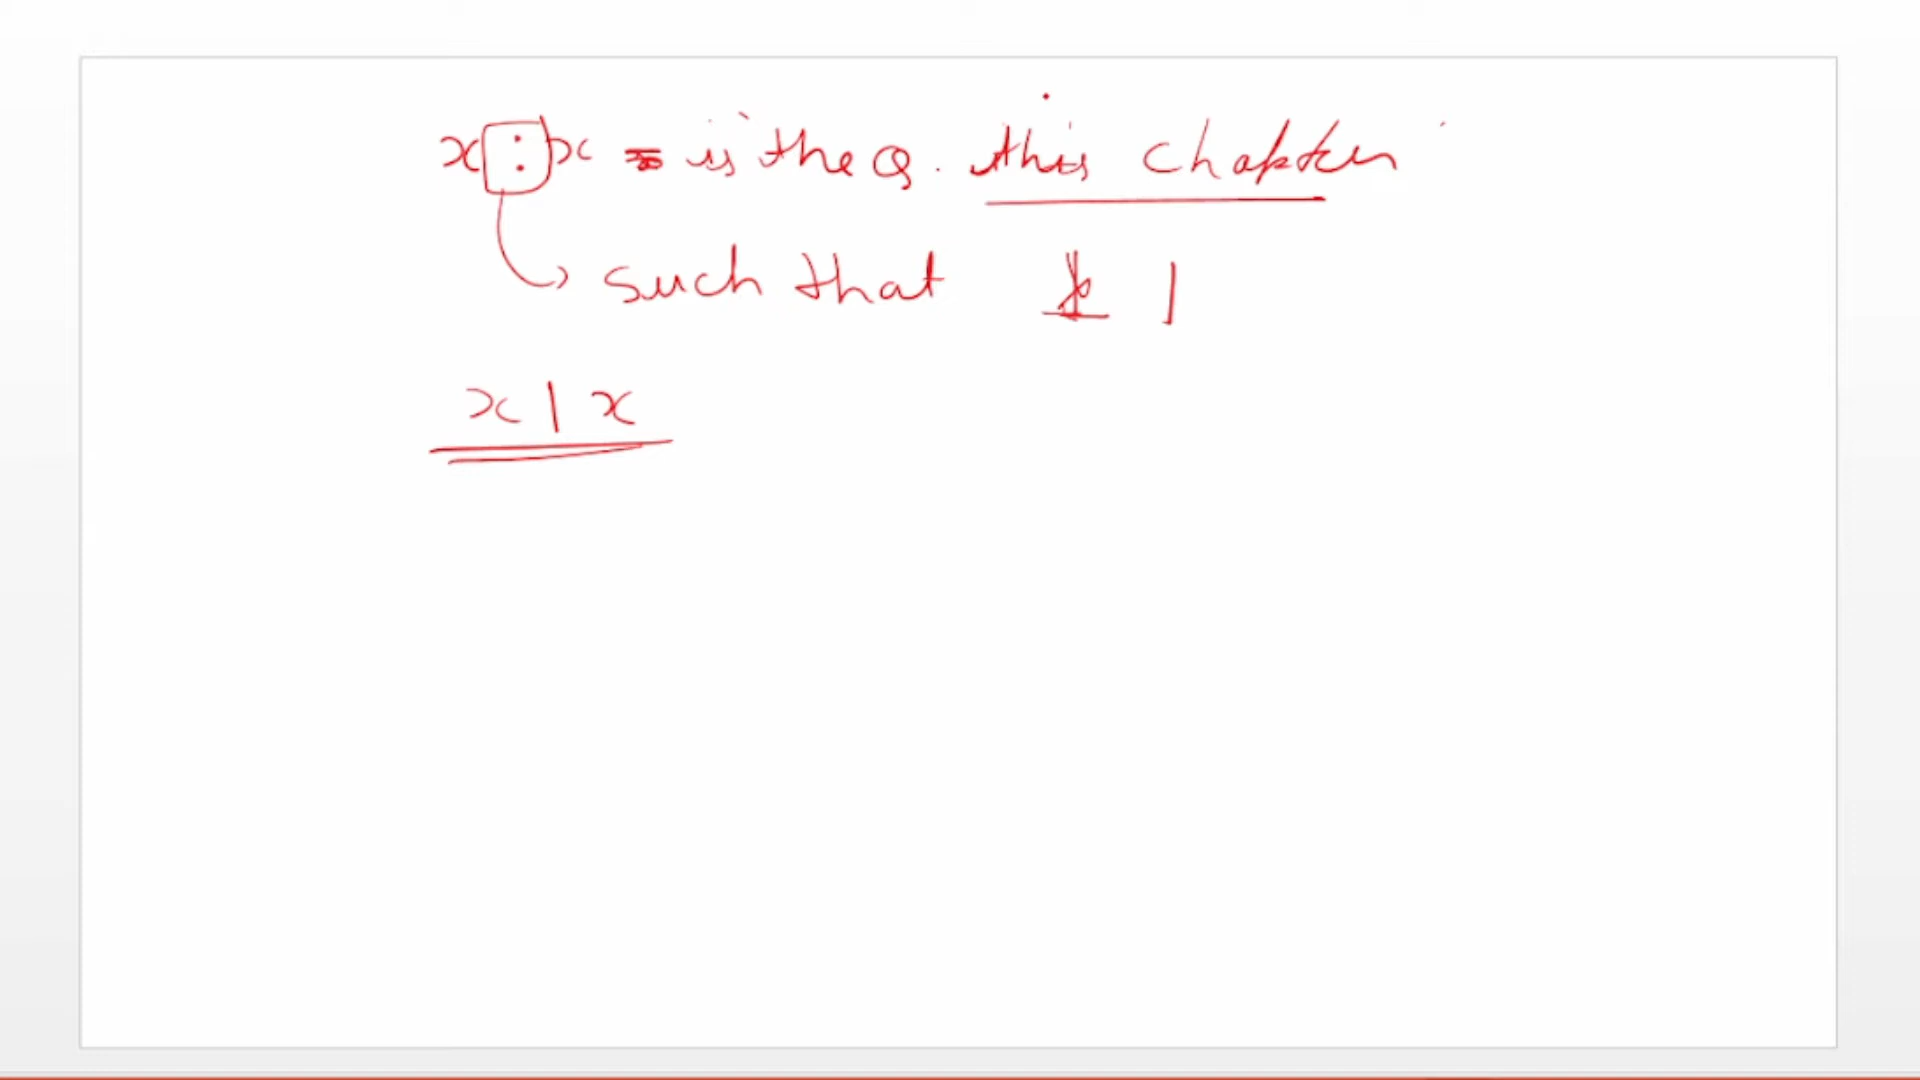 x : x is the Q. this chapter
such that |
x | x